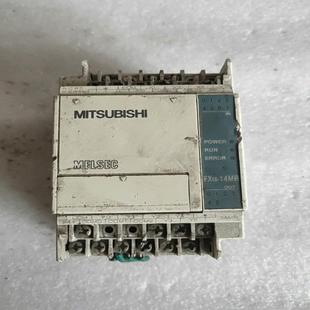 MITSUBISHI
POWER
RUN
ERROR
MELSEC
FX1S-14MR